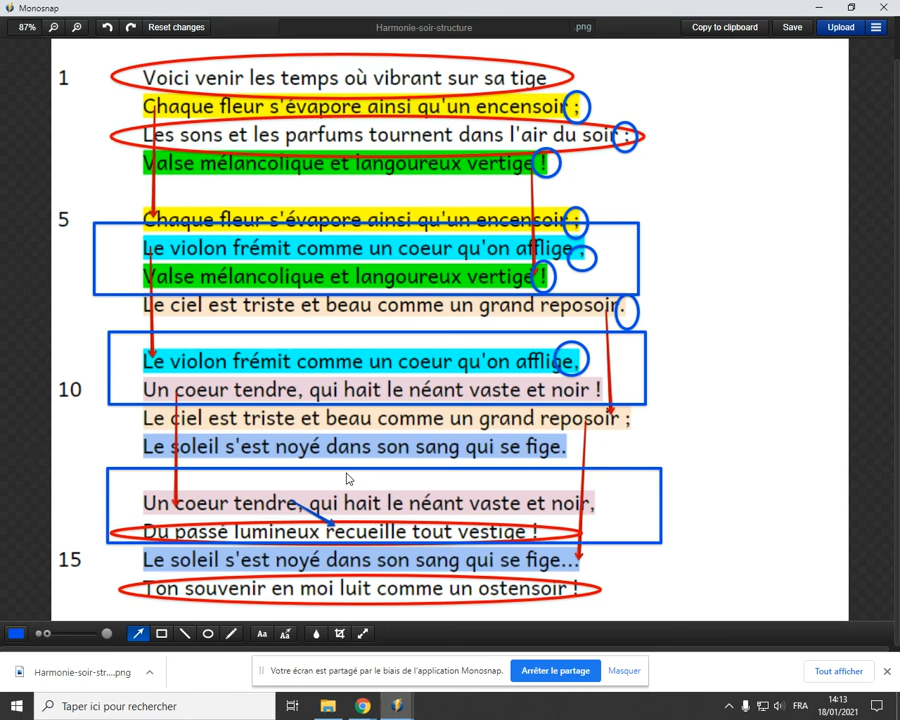 Monosnap
87%
Reset changes
Harmonie-soir-structure
png
Copy to clipboard
Save
Upload
1 Voici venir les temps où vibrant sur sa tige
Chaque fleur s'évapore ainsi qu'un encensoir ;
Les sons et les parfums tournent dans l'air du soir ;
Valse mélancolique et langoureux vertige !
5 Chaque fleur s'évapore ainsi qu'un encensoir ;
Le violon frémit comme un coeur qu'on afflige ;
Valse mélancolique et langoureux vertige !
Le ciel est triste et beau comme un grand reposoir.
Le violon frémit comme un coeur qu'on afflige,
10 Un coeur tendre, qui hait le néant vaste et noir !
Le ciel est triste et beau comme un grand reposoir ;
Le soleil s'est noyé dans son sang qui se fige.
Un coeur tendre, qui hait le néant vaste et noir,
Du passé lumineux recueille tout vestige !
15 Le soleil s'est noyé dans son sang qui se fige...
Ton souvenir en moi luit comme un ostensoir !
Aa
Aa
Harmonie-soir-str....png
Votre écran est partagé par le biais de l'application Monosnap.
Arrêter le partage
Masquer
Tout afficher
Taper ici pour rechercher
FRA
14:13
18/01/2021